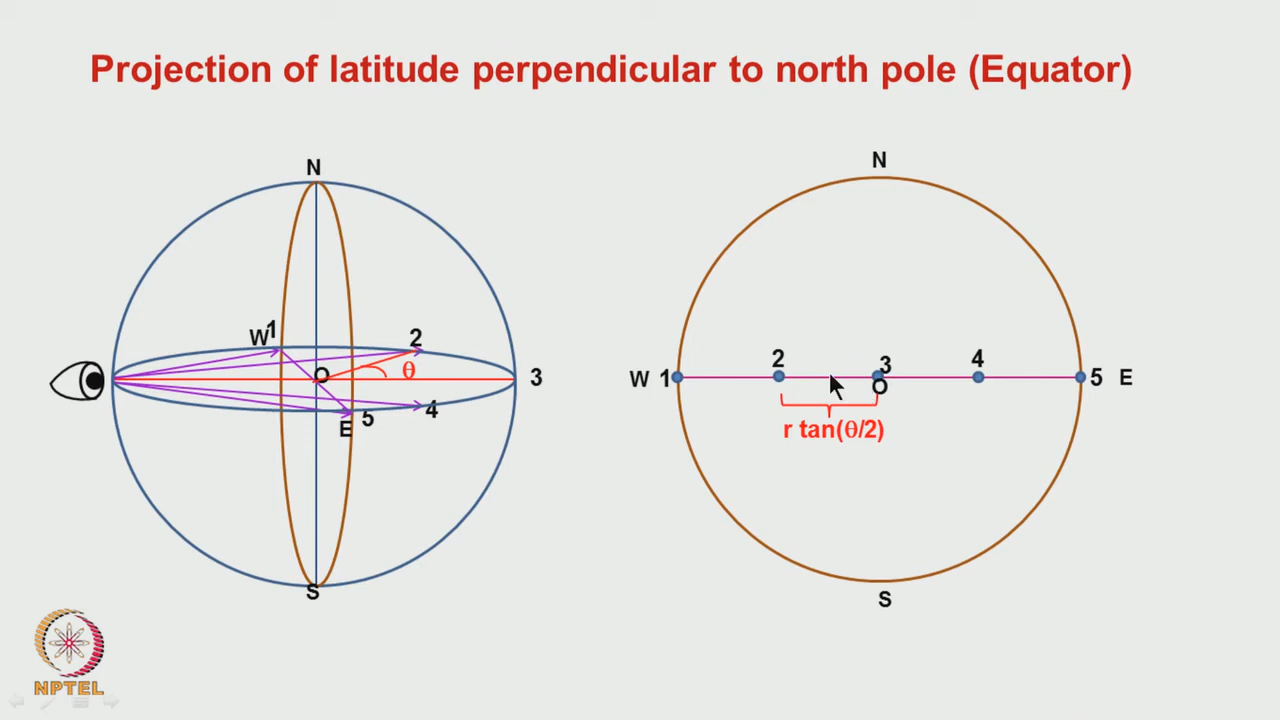 Projection of latitude perpendicular to north pole (Equator)
N
W 1
2
O
θ
3
4
5
E
S
N
W 1
2
3
O
4
5 E
r tan(θ/2)
S
NPTEL